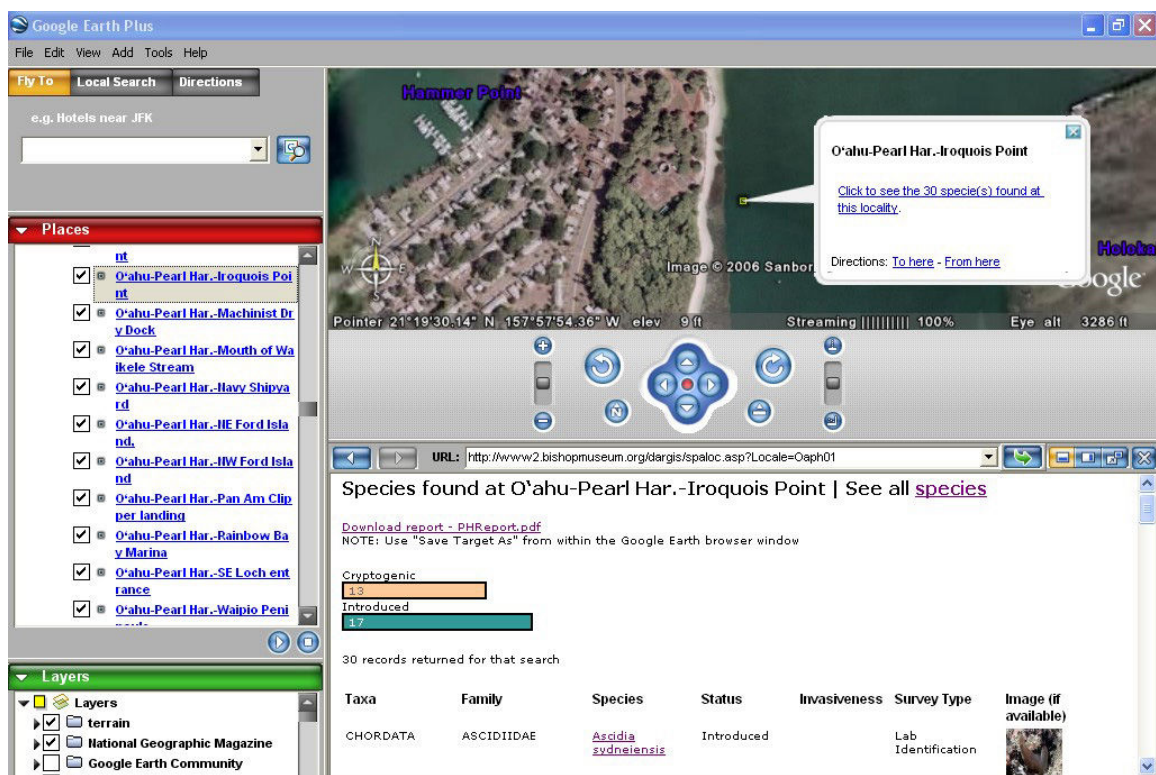 Google Earth Plus
File Edit View Add Tools Help
Fly To Local Search Directions
e.g. Hotels near JFK
Places
nt
O‘ahu-Pearl Har.-Iroquois Poi
nt
O‘ahu-Pearl Har.-Machinist Dr
y Dock
O‘ahu-Pearl Har.-Mouth of Wa
ikele Stream
O‘ahu-Pearl Har.-Navy Shipya
rd
O‘ahu-Pearl Har.-NE Ford Isla
nd,
O‘ahu-Pearl Har.-NW Ford Isla
nd
O‘ahu-Pearl Har.-Pan Am Clip
per landing
O‘ahu-Pearl Har.-Rainbow Ba
y Marina
O‘ahu-Pearl Har.-SE Loch ent
rance
O‘ahu-Pearl Har.-Waipio Peni
Layers
Layers
terrain
National Geographic Magazine
Google Earth Community
Hammer Point
O‘ahu-Pearl Har.-Iroquois Point
Click to see the 30 specie(s) found at
this locality.
Directions: To here - From here
Holoka
N
W E
S
Image © 2006 Sanbor
Google
Pointer 21°19'30.14" N 157°57'54.36" W elev 9 ft Streaming ||||||||| 100% Eye alt 3286 ft
N
URL: http://www2.bishopmuseum.org/dargis/spaloc.asp?Locale=Oaph01
Species found at O‘ahu-Pearl Har.-Iroquois Point | See all species
Download report - PHReport.pdf
NOTE: Use "Save Target As" from within the Google Earth browser window
Cryptogenic
13
Introduced
17
30 records returned for that search
Taxa Family Species Status Invasiveness Survey Type Image (if
available)
CHORDATA ASCIDIIDAE Ascidia Introduced Lab
sydneiensis Identification